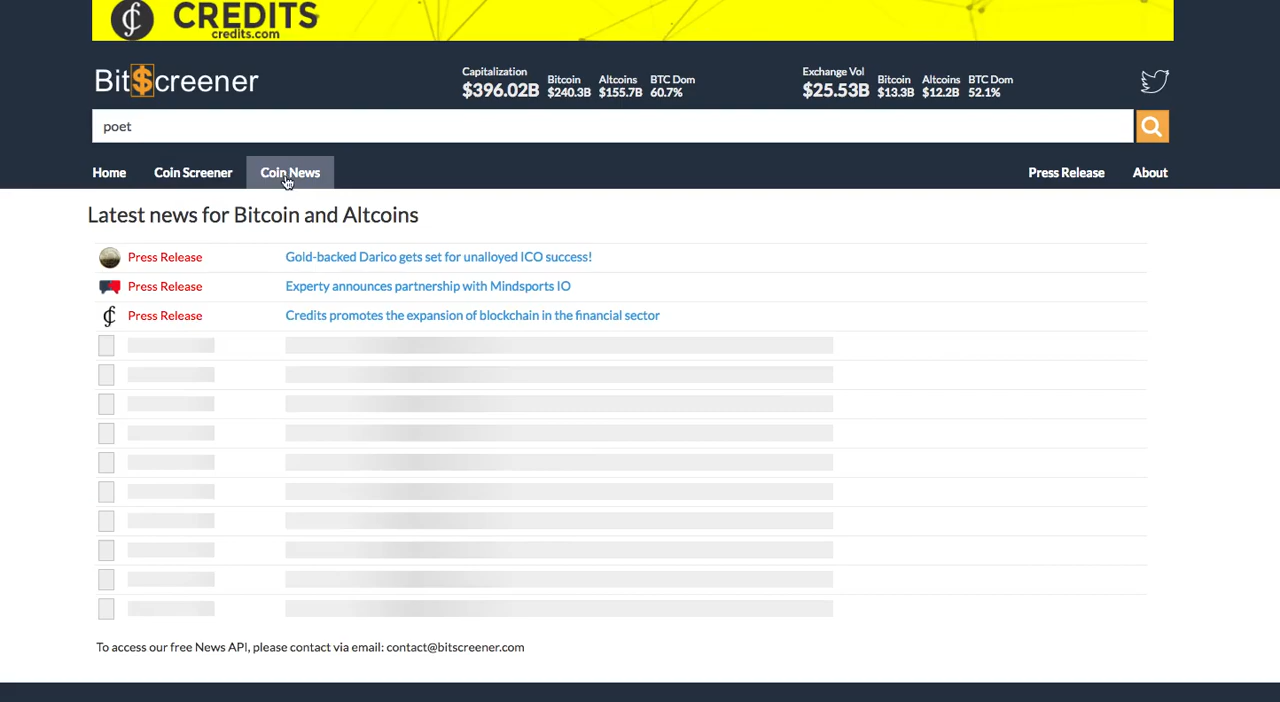 CREDITS
credits.com
Bit$creener
Capitalization
$396.02B
Bitcoin
$240.3B
Altcoins
$155.7B
BTC Dom
60.7%
Exchange Vol
$25.53B
Bitcoin
$13.3B
Altcoins
$12.2B
BTC Dom
52.1%
poet
Home Coin Screener Coin News Press Release About
Latest news for Bitcoin and Altcoins
Press Release Gold-backed Darico gets set for unalloyed ICO success!
Press Release Experty announces partnership with Mindsports IO
Press Release Credits promotes the expansion of blockchain in the financial sector
To access our free News API, please contact via email: contact@bitscreener.com